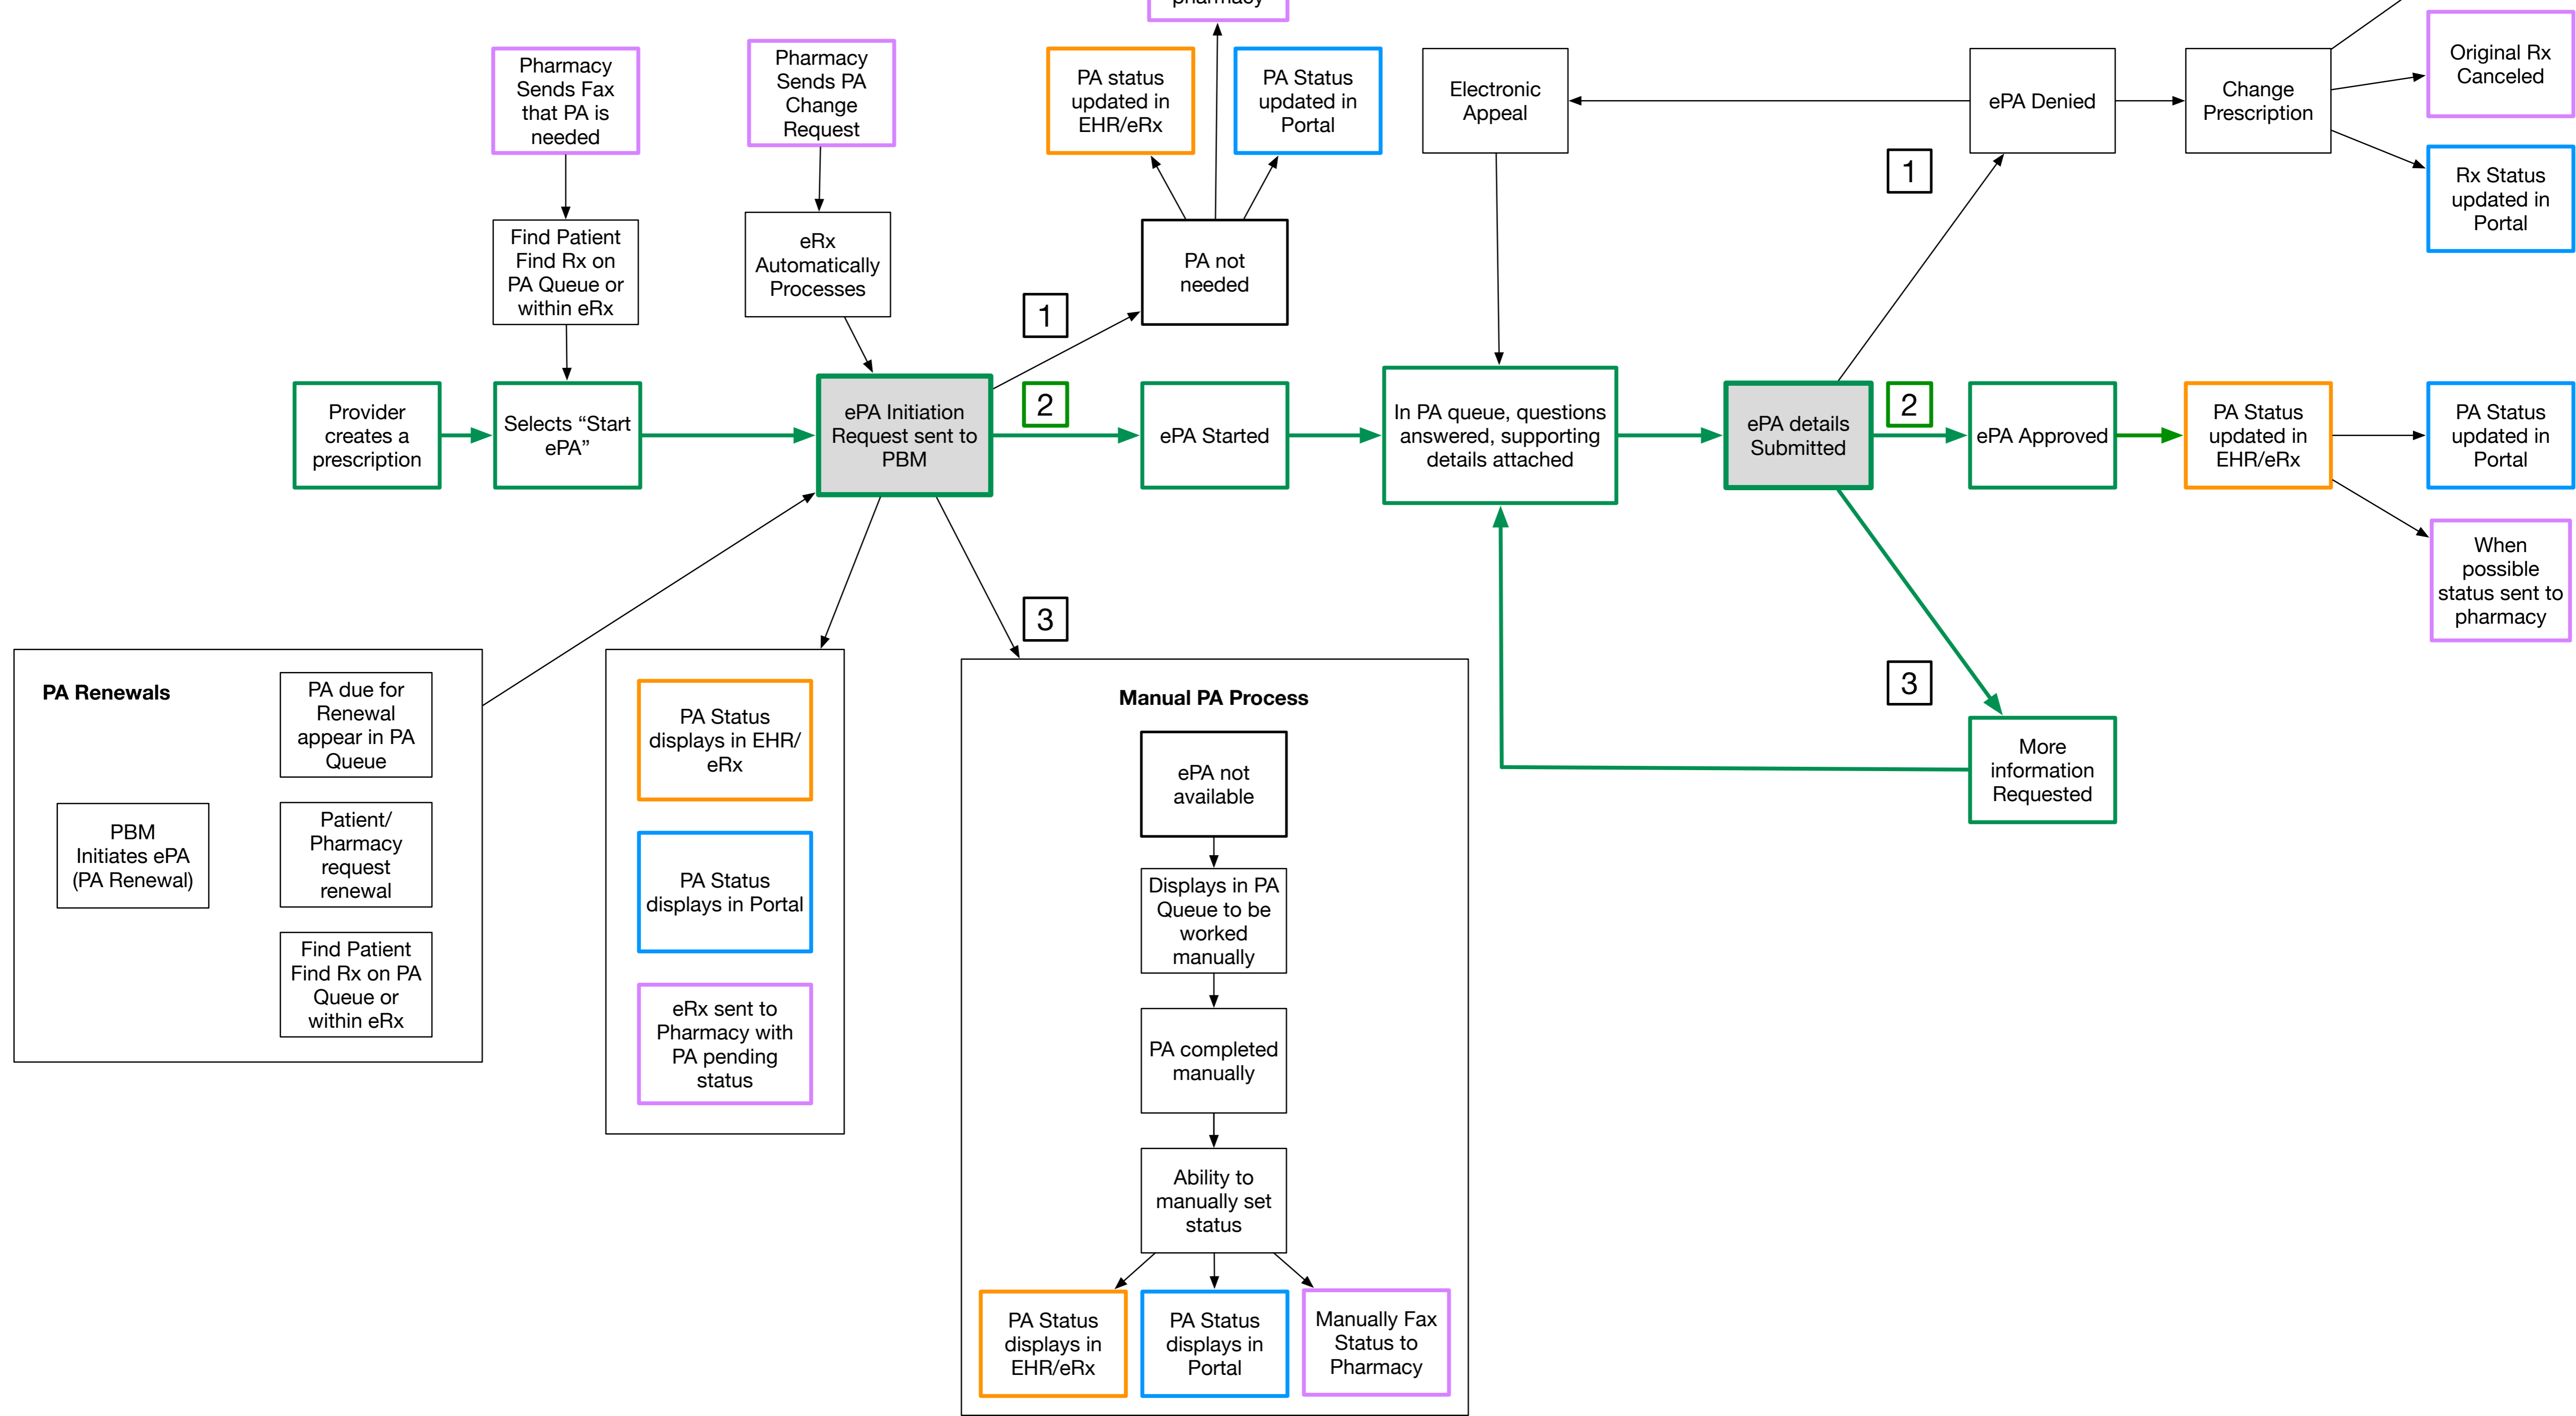 pharmacy
Pharmacy
Sends Fax
that PA is
needed
Pharmacy
Sends PA
Change
Request
PA status
updated in
EHR/eRx
PA Status
updated in
Portal
Electronic
Appeal
ePA Denied
Change
Prescription
Original Rx
Canceled
Rx Status
updated in
Portal
1
Find Patient
Find Rx on
PA Queue or
within eRx
eRx
Automatically
Processes
PA not
needed
1
Provider
creates a
prescription
Selects “Start
ePA”
ePA Initiation
Request sent to
PBM
2
ePA Started
In PA queue, questions
answered, supporting
details attached
ePA details
Submitted
2
ePA Approved
PA Status
updated in
EHR/eRx
PA Status
updated in
Portal
When
possible
status sent to
pharmacy
3
3
More
information
Requested
PA Renewals
PA due for
Renewal
appear in PA
Queue
PBM
Initiates ePA
(PA Renewal)
Patient/
Pharmacy
request
renewal
Find Patient
Find Rx on PA
Queue or
within eRx
PA Status
displays in EHR/
eRx
PA Status
displays in Portal
eRx sent to
Pharmacy with
PA pending
status
Manual PA Process
ePA not
available
Displays in PA
Queue to be
worked
manually
PA completed
manually
Ability to
manually set
status
PA Status
displays in
EHR/eRx
PA Status
displays in
Portal
Manually Fax
Status to
Pharmacy